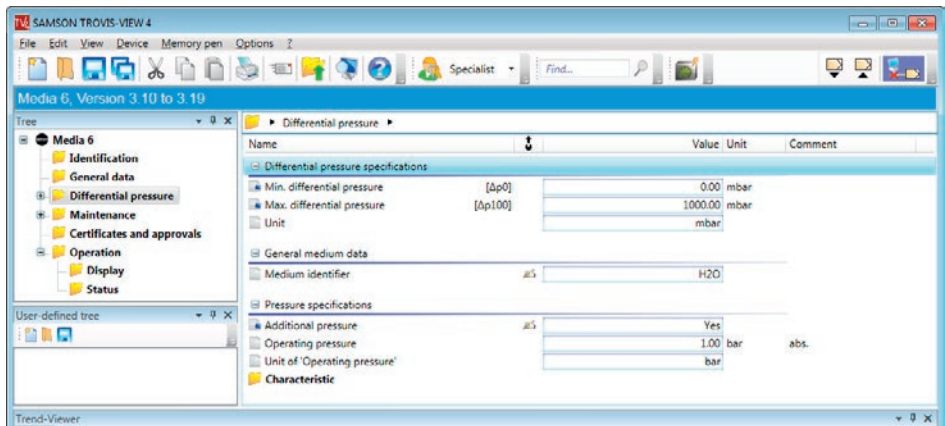 TV4 SAMSON TROVIS-VIEW 4
File Edit View Device Memory pen Options ?
Specialist Find...
Media 6, Version 3.10 to 3.19
Tree
Media 6
Identification
General data
Differential pressure
Maintenance
Certificates and approvals
Operation
Display
Status
User-defined tree
Differential pressure
Name Value Unit Comment
Differential pressure specifications
Min. differential pressure [Δp0] 0.00 mbar
Max. differential pressure [Δp100] 1000.00 mbar
Unit mbar
General medium data
Medium identifier H2O
Pressure specifications
Additional pressure Yes
Operating pressure 1.00 bar abs.
Unit of 'Operating pressure' bar
Characteristic
Trend-Viewer